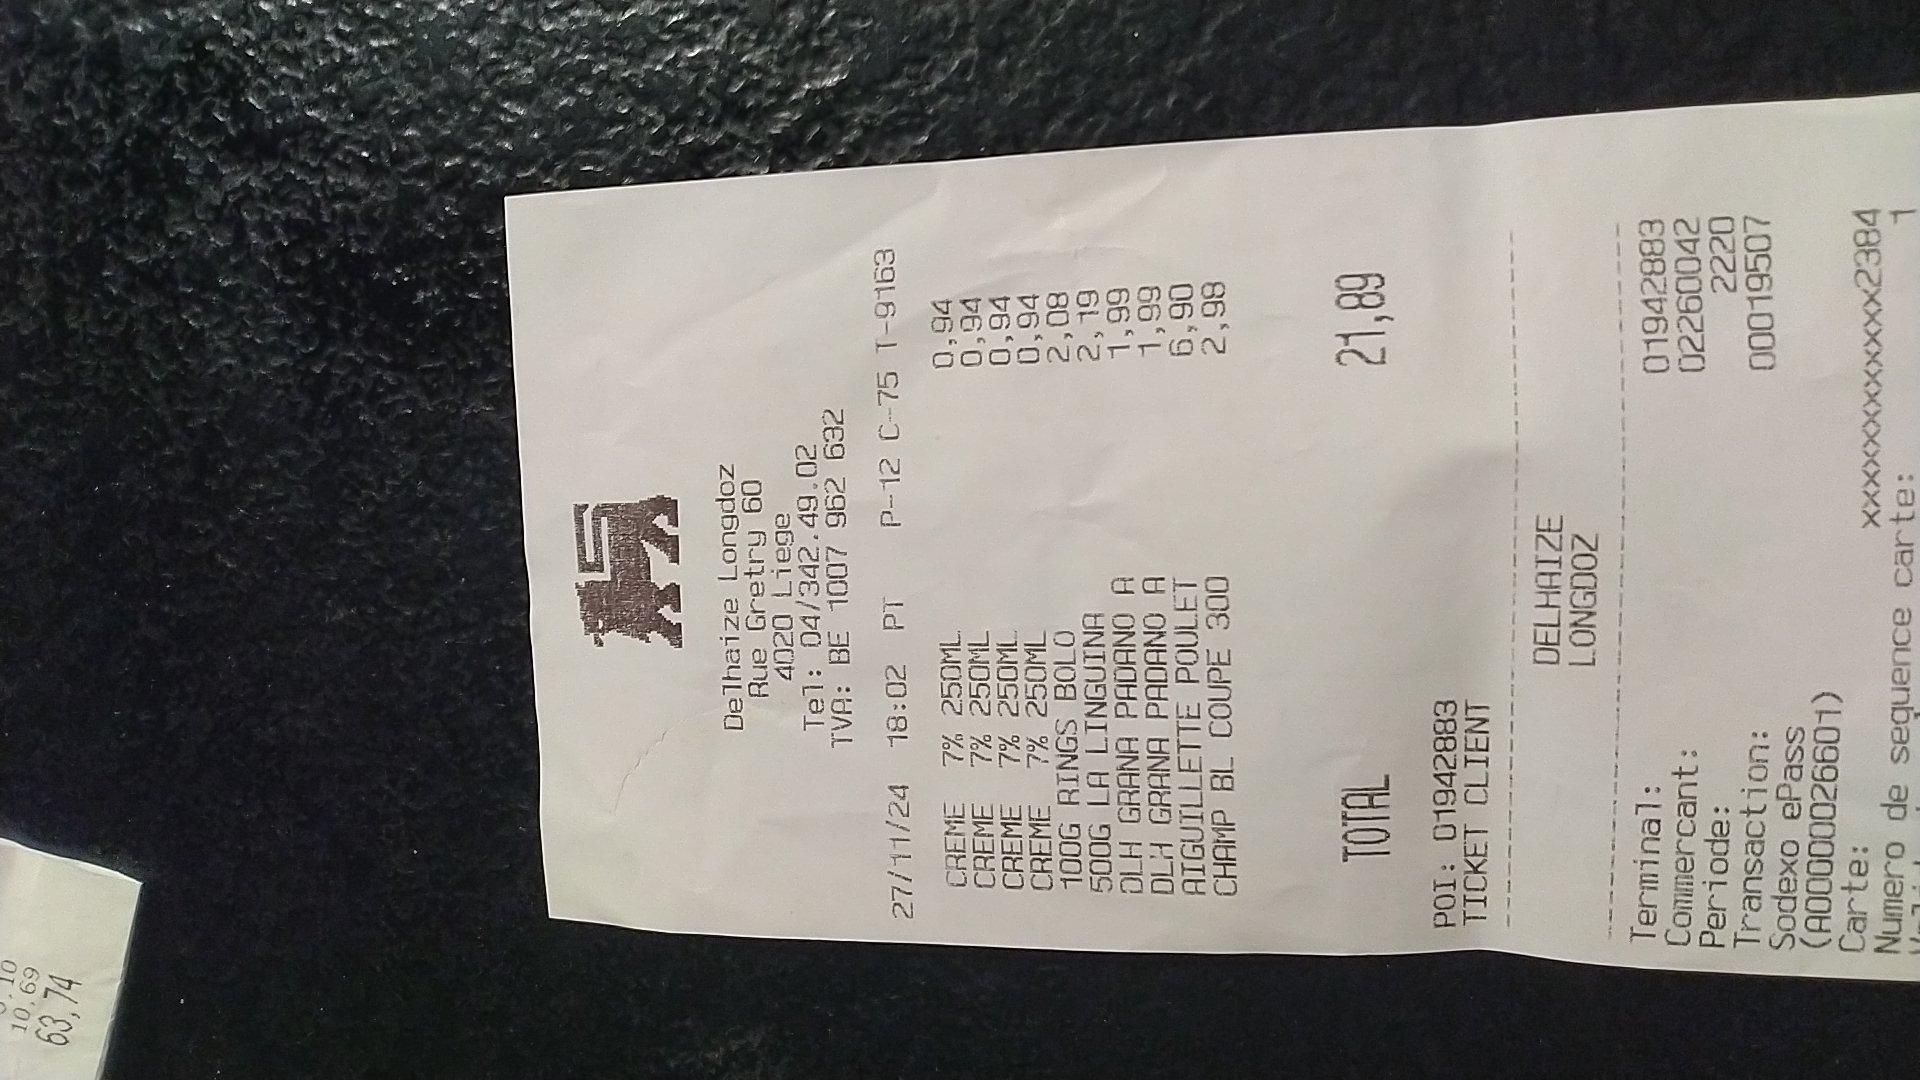 Delhaize Longdoz
Rue Gretry 60
4020 Liege
Tel: 04/342.49.02
TVA: BE 1007 962 632
27/11/24 18:02 PT P-12 C-75 T-9163
CREME 7% 250ML 0,94
CREME 7% 250ML 0,94
CREME 7% 250ML 0,94
CREME 7% 250ML 0,94
100G RINGS BOLO 2,08
500G LA LINGUINA 2,19
DLH GRANA PADANO A 1,99
DLH GRANA PADANO A 1,99
AIGUILLETTE POULET 6,90
CHAMP BL COUPE 300 2,98
TOTAL 21,89
POI: 01942883
TICKET CLIENT
DELHAIZE
LONGDOZ
Terminal: 01942883
Commercant: 02260042
Periode: 2220
Transaction: 00019507
Sodexo ePass
(A0000026601)
Carte: xxxxxxxxxxxxx2384
Numero de sequence carte: 1
10,69
63,74